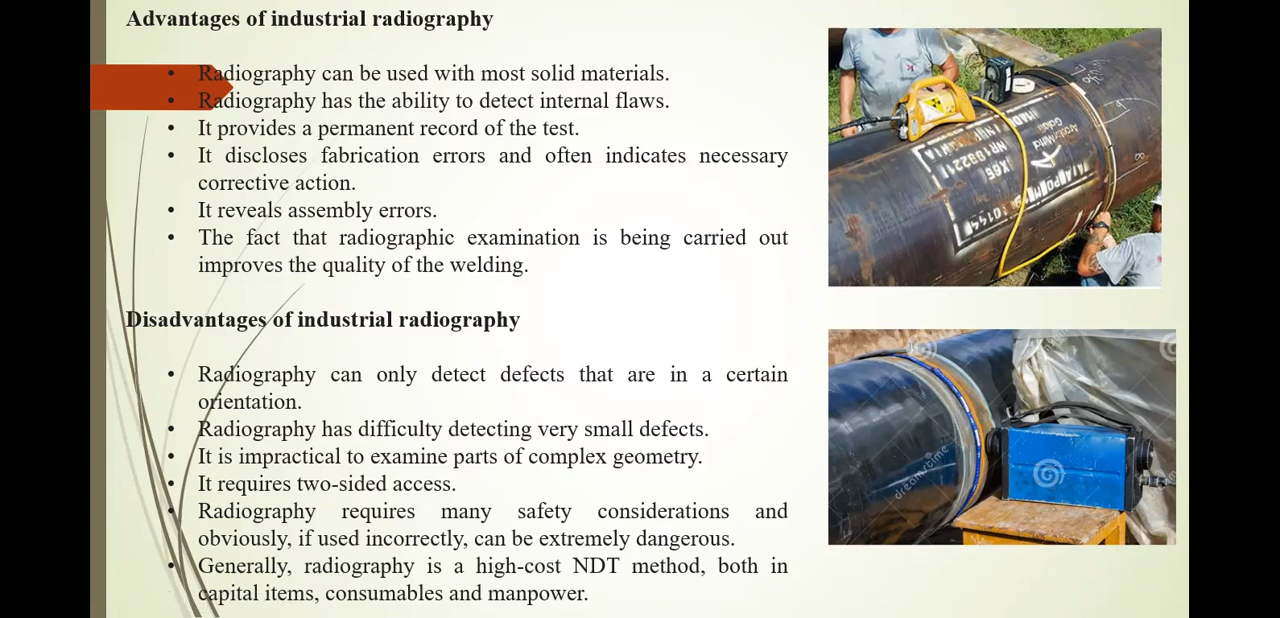 Advantages of industrial radiography
• Radiography can be used with most solid materials.
• Radiography has the ability to detect internal flaws.
• It provides a permanent record of the test.
• It discloses fabrication errors and often indicates necessary
corrective action.
• It reveals assembly errors.
• The fact that radiographic examination is being carried out
improves the quality of the welding.
Disadvantages of industrial radiography
• Radiography can only detect defects that are in a certain
orientation.
• Radiography has difficulty detecting very small defects.
• It is impractical to examine parts of complex geometry.
• It requires two-sided access.
• Radiography requires many safety considerations and
obviously, if used incorrectly, can be extremely dangerous.
• Generally, radiography is a high-cost NDT method, both in
capital items, consumables and manpower.
X66
dreamstime